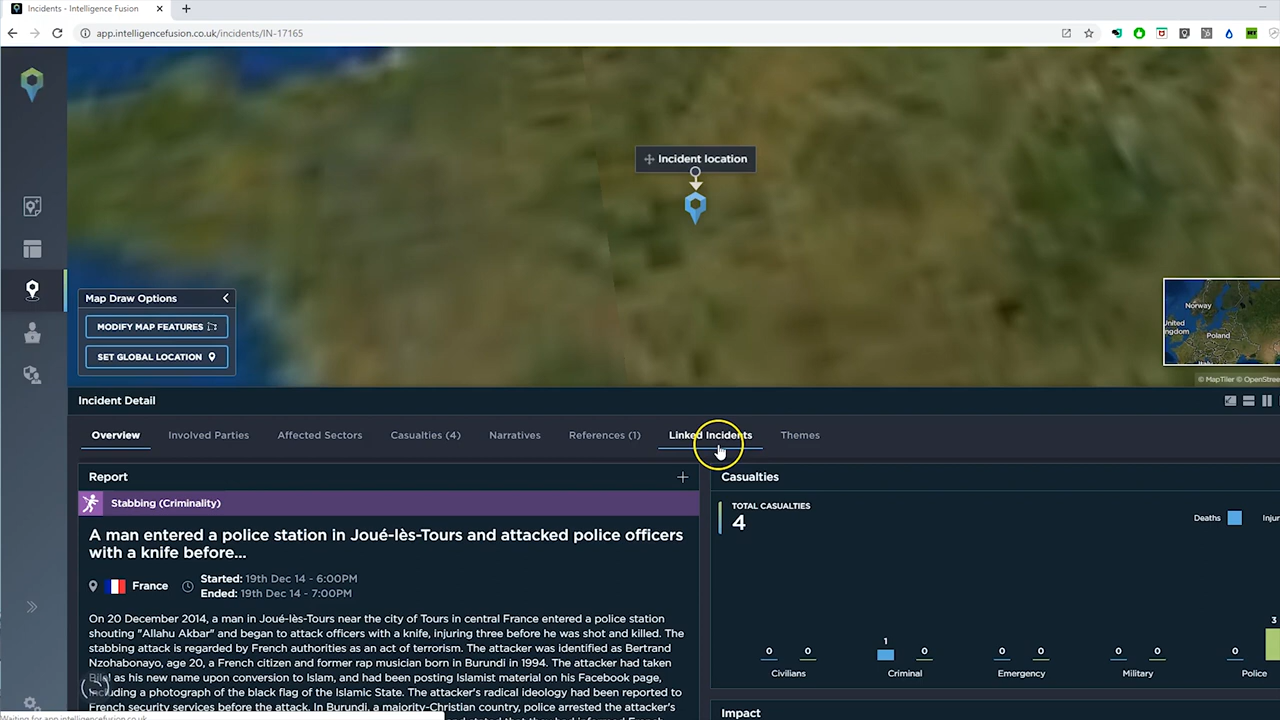 Incidents - Intelligence Fusion
app.intelligencefusion.co.uk/incidents/IN-17165
Incident location
Map Draw Options
MODIFY MAP FEATURES
SET GLOBAL LOCATION
Norway
United
ngdom
Poland
© MapTiler © OpenStree
Incident Detail
Overview
Involved Parties
Affected Sectors
Casualties (4)
Narratives
References (1)
Linked Incidents
Themes
Report
Stabbing (Criminality)
A man entered a police station in Joué-lès-Tours and attacked police officers
with a knife before...
France
Started: 19th Dec 14 - 6:00PM
Ended: 19th Dec 14 - 7:00PM
On 20 December 2014, a man in Joué-lès-Tours near the city of Tours in central France entered a police station
shouting "Allahu Akbar" and began to attack officers with a knife, injuring three before he was shot and killed. The
stabbing attack is regarded by French authorities as an act of terrorism. The attacker was identified as Bertrand
Nzohabonayo, age 20, a French citizen and former rap musician born in Burundi in 1994. The attacker had taken
Bilal as his new name upon conversion to Islam, and had been posting Islamist material on his Facebook page,
including a photograph of the black flag of the Islamic State. The attacker's radical ideology had been reported to
French security services before the attack. In Burundi, a majority-Christian country, police arrested the attacker's
Casualties
TOTAL CASUALTIES
4
Deaths
Injur
0 0 1 0 0 0 0 0 0 3
Civilians
Criminal
Emergency
Military
Police
Impact
Waiting for app.intelligencefusion.co.uk